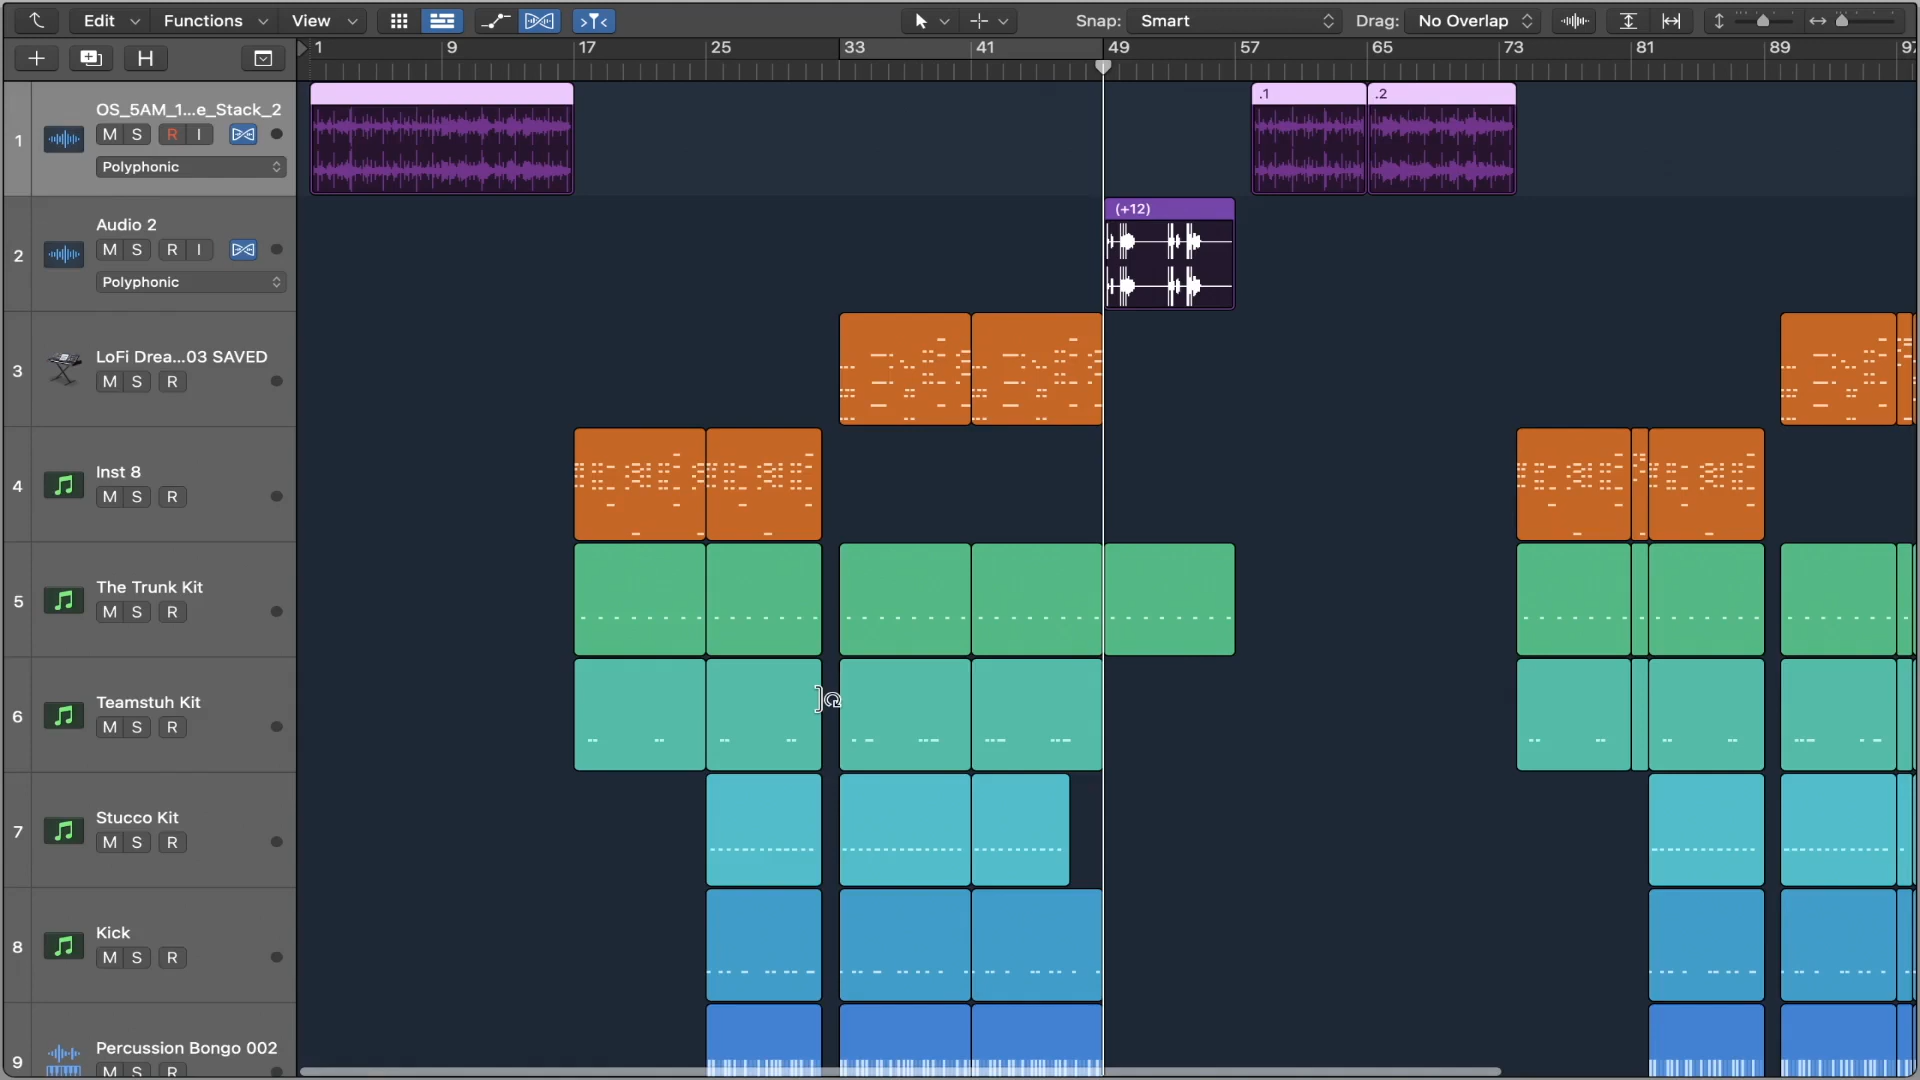 Edit Functions View Snap: Smart Drag: No Overlap
H 1 9 17 25 33 41 49 57 65 73 81 89 97
1 OS_5AM_1...e_Stack_2
M S R I
Polyphonic
.1 .2
2 Audio 2
M S R I
Polyphonic
(+12)
3 LoFi Drea...03 SAVED
M S R
4 Inst 8
M S R
5 The Trunk Kit
M S R
6 Teamstuh Kit
M S R
7 Stucco Kit
M S R
8 Kick
M S R
9 Percussion Bongo 002
M S R